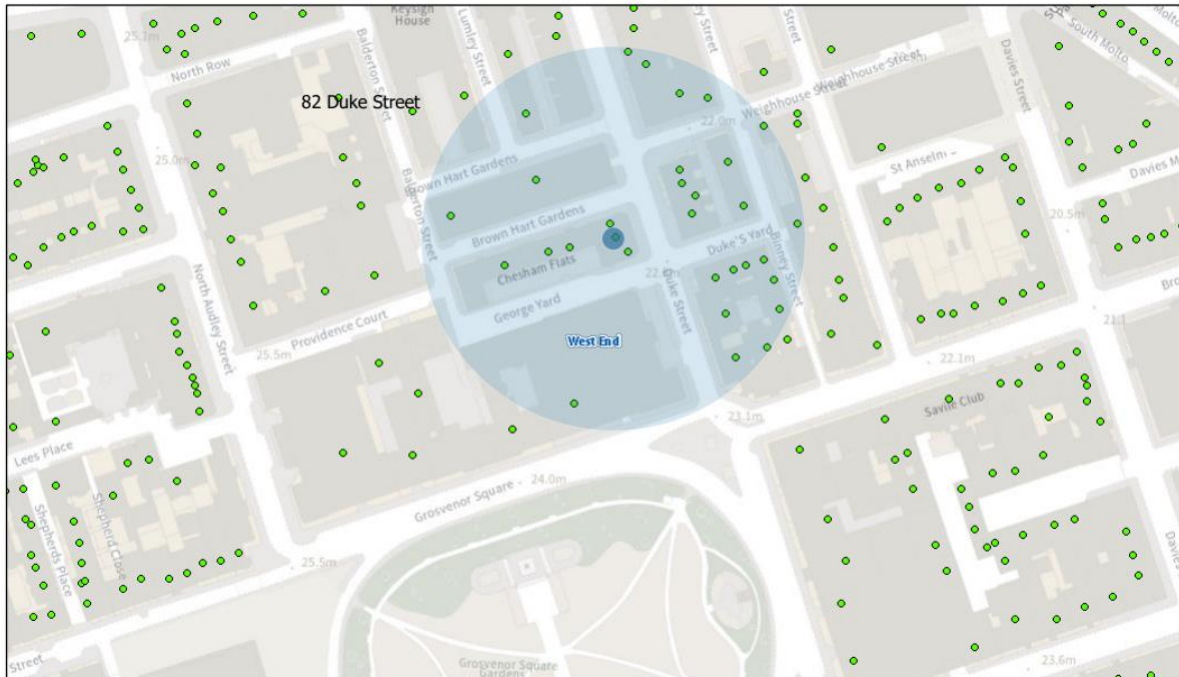 Keysign
House
25.1m
South Molto
Balderton Street
Lumley Street
Davies Street
North Row
Weighhouse Street
Weighhouse Street
82 Duke Street
22.0m
25.0m
St Anselm
Davies M
Brown Hart Gardens
Balderton Street
Brown Hart Gardens
20.5m
Duke'S Yard
Binney Street
Chesham Flats
North Audley Street
George Yard
Duke Street
Providence Court
West End
21.1
25.5m
22.1m
Savile Club
23.1m
Lees Place
24.0m
Grosvenor Square
Shepherds Place
Shepherd Close
25.5m
Davies
Street
Grosvenor Square
Gardens
23.6m